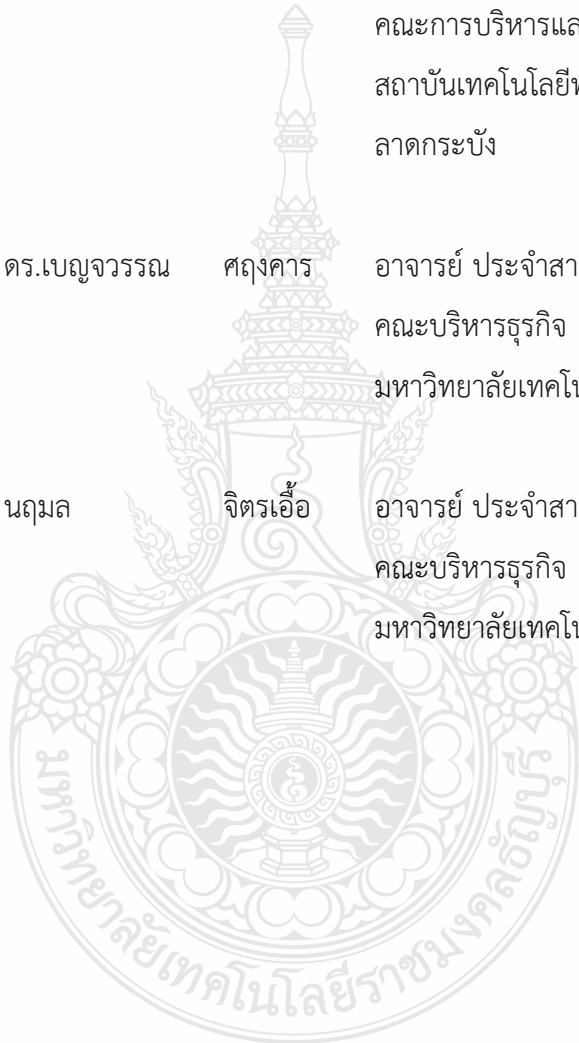 คณะการบริหารแล
สถาบันเทคโนโลยี
ลาดกระบัง
ดร.เบญจวรรณ ศฤงคาร อาจารย์ ประจำสา
คณะบริหารธุรกิจ
มหาวิทยาลัยเทคโน
นฤมล จิตรเอื้อ อาจารย์ ประจำสา
คณะบริหารธุรกิจ
มหาวิทยาลัยเทคโน
มหาวิทยาลัยเทคโนโลยีราชมงคลธัญบุรี